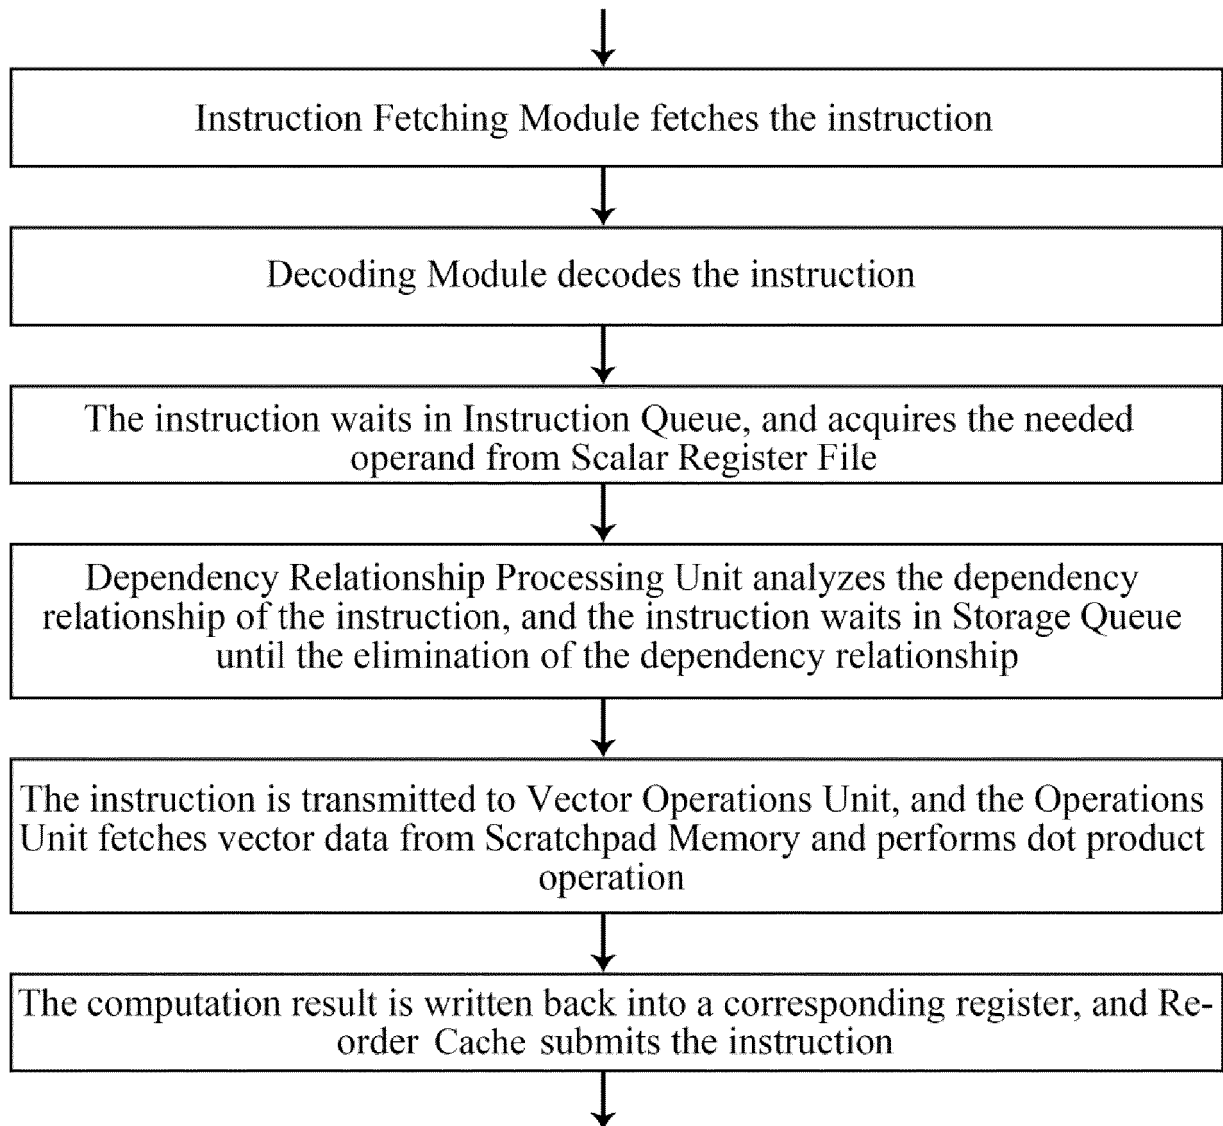 Instruction Fetching Module fetches the instruction
Decoding Module decodes the instruction
The instruction waits in Instruction Queue, and acquires the needed
operand from Scalar Register File
Dependency Relationship Processing Unit analyzes the dependency
relationship of the instruction, and the instruction waits in Storage Queue
until the elimination of the dependency relationship
The instruction is transmitted to Vector Operations Unit, and the Operations
Unit fetches vector data from Scratchpad Memory and performs dot product
operation
The computation result is written back into a corresponding register, and Re-
order Cache submits the instruction